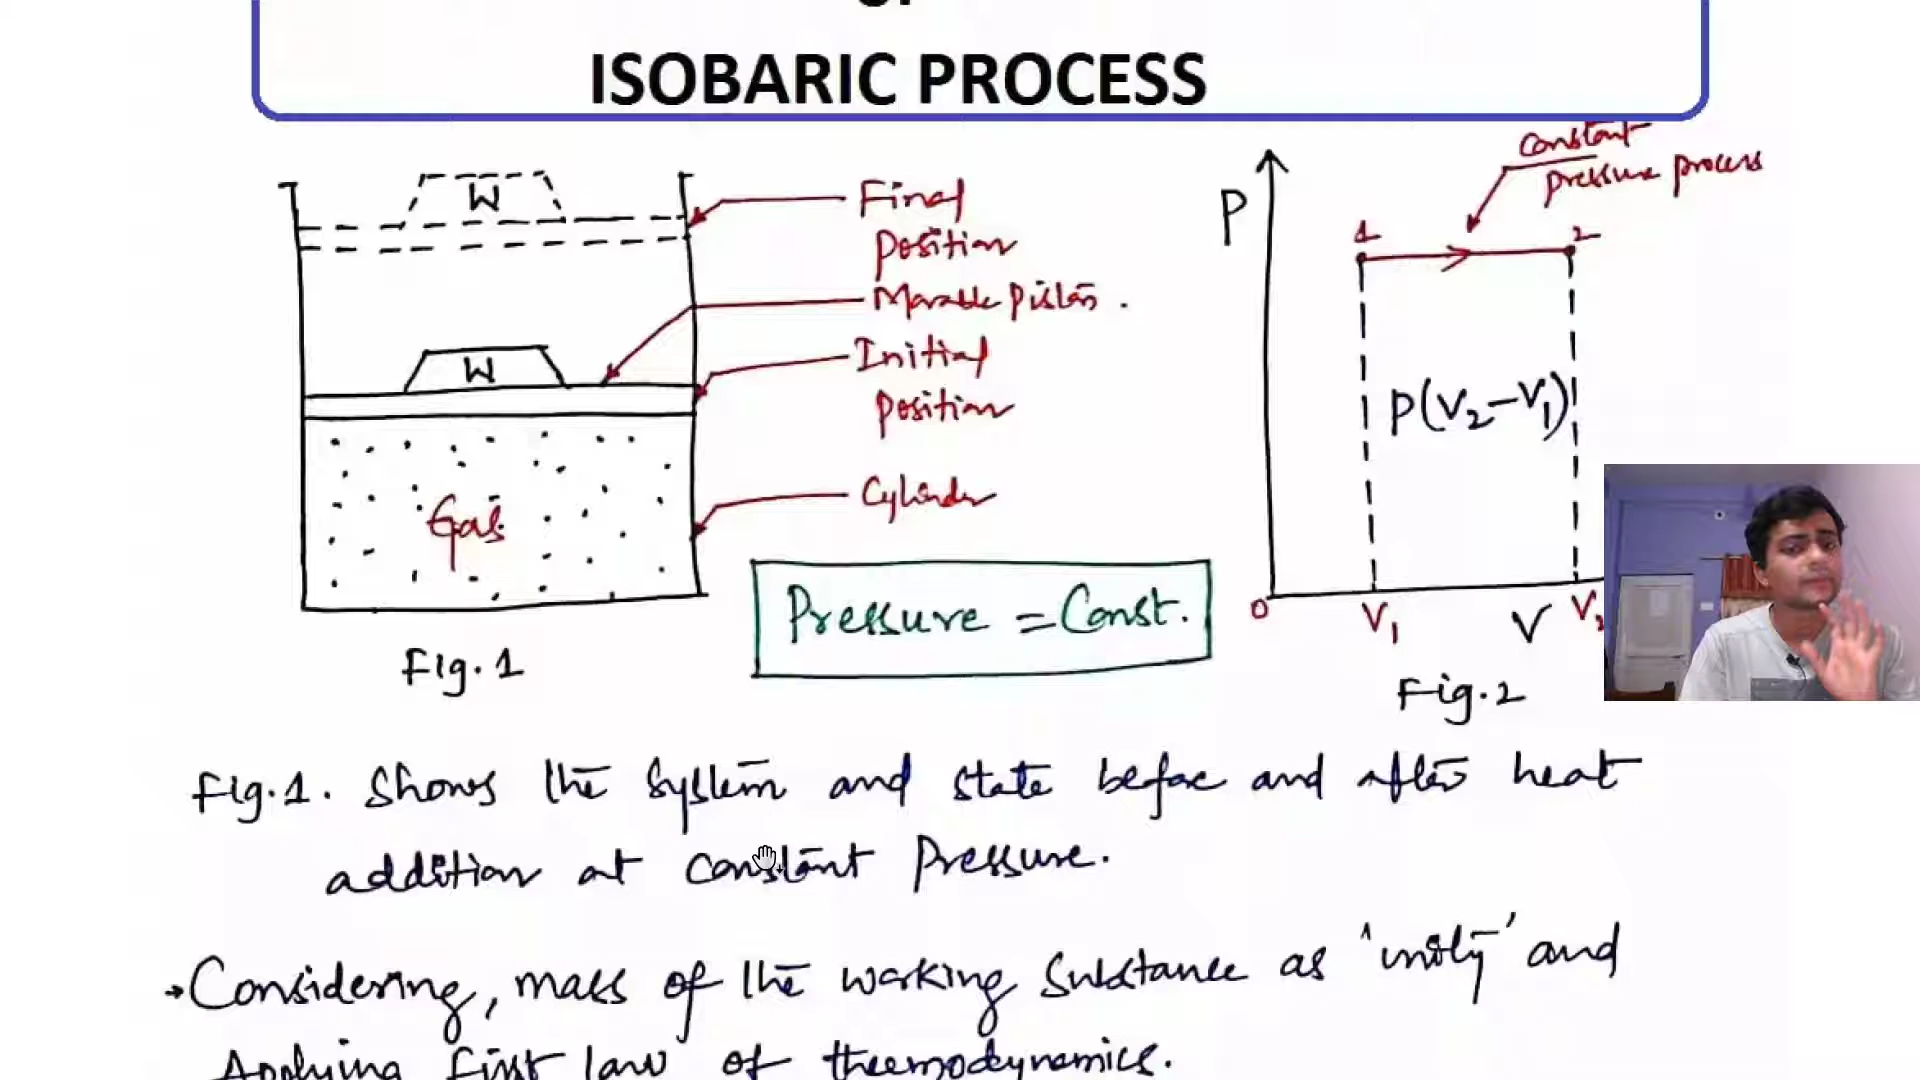 ISOBARIC PROCESS
W
Final
Position
Movable Piston.
W
Initial
Position
Gas
Cylinder
Pressure = Const.
Fig. 1
Constant
Pressure process
P
1
2
P(V2-V1)
O
V1
V
Fig. 2
Fig. 1. Shows the System and state before and after heat
addition at constant Pressure.
→ Considering, mass of the working Substance as 'unity' and
Applying first law of thermodynamics.